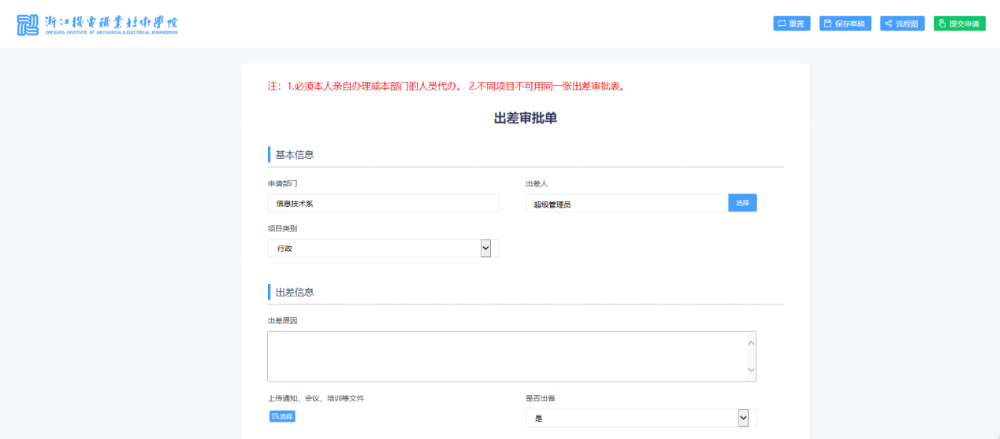 浙江機電職業技術學院
ZHEJIANG INSTITUTE OF MECHANICAL & ELECTRICAL ENGINEERING
重置 保存草稿 流程图 提交申请
注：1.必须本人亲自办理或本部门的人员代办。 2.不同项目不可用同一张出差审批表。
出差审批单
基本信息
申请部门 出差人
信息技术系 超级管理员 选择
项目类别
行政
出差信息
出差原因
上传通知、会议、培训等文件 是否出省
选择 是